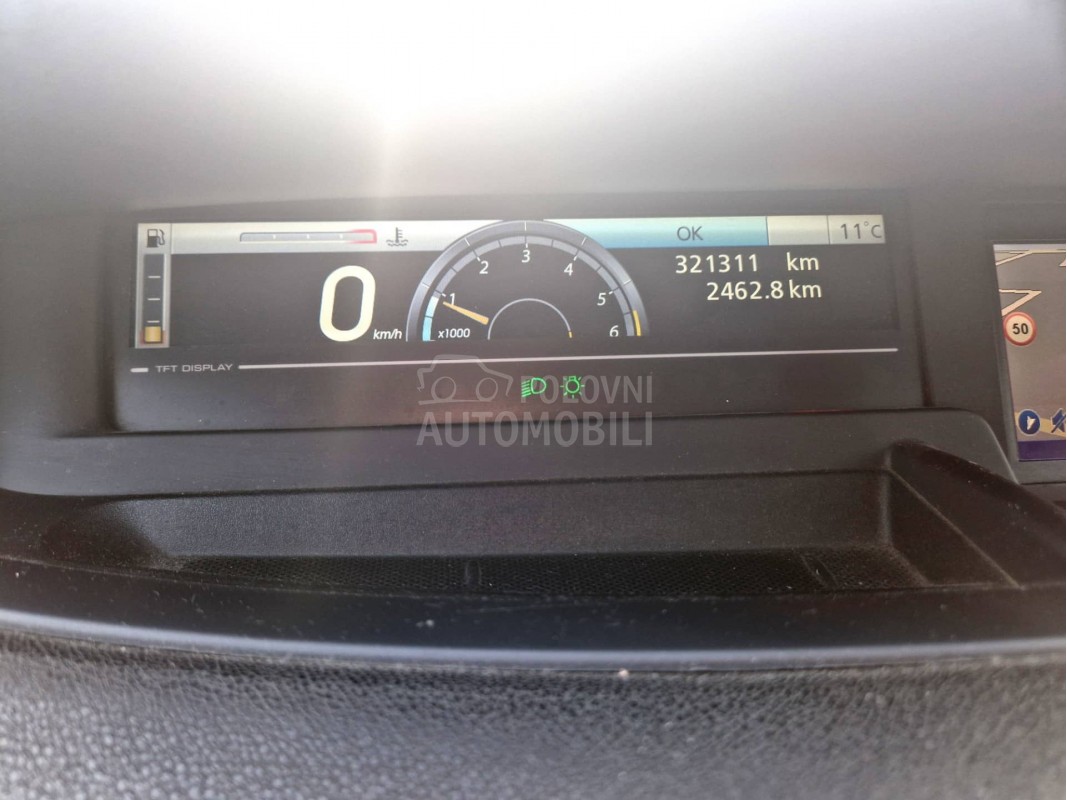 OK 11°C
321311 km
2462.8 km
0 km/h
1 2 3 4 5 6
x1000
TFT DISPLAY
50
POLOVNI
AUTOMOBILI